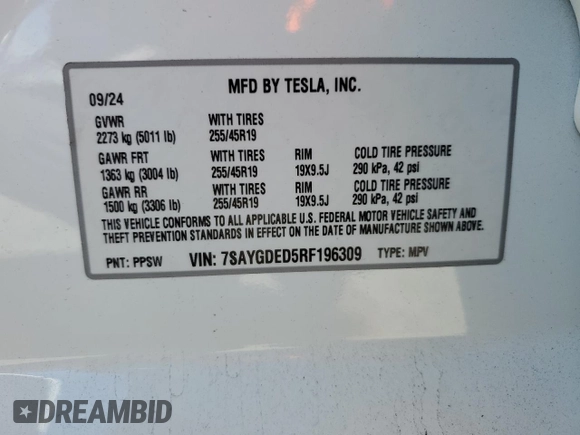 MFD BY TESLA, INC.
09/24
GVWR WITH TIRES
2273 kg (5011 lb) 255/45R19
GAWR FRT WITH TIRES RIM COLD TIRE PRESSURE
1363 kg (3004 lb) 255/45R19 19X9.5J 290 kPa, 42 psi
GAWR RR WITH TIRES RIM COLD TIRE PRESSURE
1500 kg (3306 lb) 255/45R19 19X9.5J 290 kPa, 42 psi
THIS VEHICLE CONFORMS TO ALL APPLICABLE U.S. FEDERAL MOTOR VEHICLE SAFETY AND
THEFT PREVENTION STANDARDS IN EFFECT ON THE DATE OF MANUFACTURE SHOWN ABOVE.
PNT: PPSW VIN: 7SAYGDED5RF196309 TYPE: MPV
DREAMBID